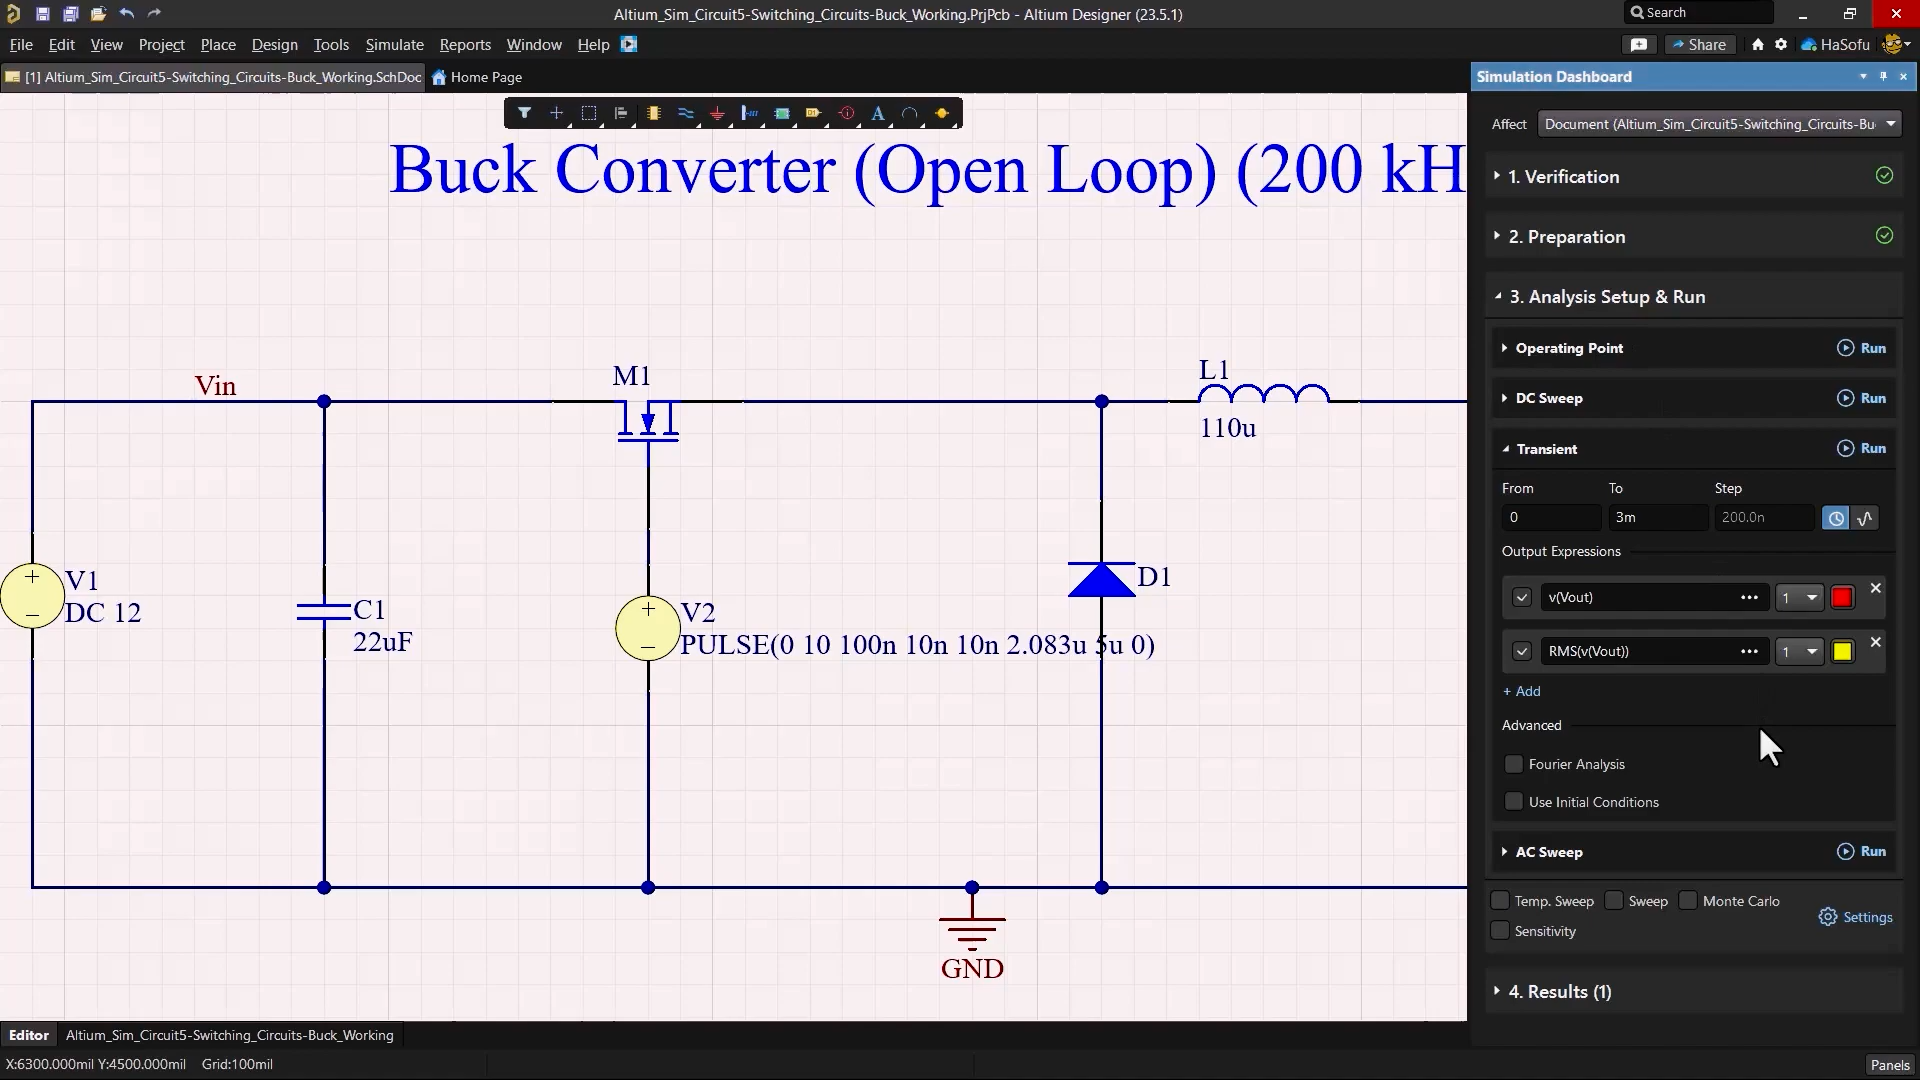 Altium_Sim_Circuit5-Switching_Circuits-Buck_Working.PrjPcb - Altium Designer (23.5.1)
Search
File Edit View Project Place Design Tools Simulate Reports Window Help
Share
HaSofu
[1] Altium_Sim_Circuit5-Switching_Circuits-Buck_Working.SchDoc
Home Page
Simulation Dashboard
Affect
Document (Altium_Sim_Circuit5-Switching_Circuits-Bu
Buck Converter (Open Loop) (200 kH
1. Verification
2. Preparation
3. Analysis Setup & Run
Operating Point
Run
DC Sweep
Run
Transient
Run
From
To
Step
0
3m
200.0n
Output Expressions
v(Vout)
1
RMS(v(Vout))
1
+ Add
Advanced
Fourier Analysis
Use Initial Conditions
AC Sweep
Run
Temp. Sweep
Sweep
Monte Carlo
Sensitivity
Settings
4. Results (1)
Vin
M1
L1
110u
V1
DC 12
C1
22uF
V2
PULSE(0 10 100n 10n 10n 2.083u 5u 0)
D1
GND
Editor
Altium_Sim_Circuit5-Switching_Circuits-Buck_Working
X:6300.000mil Y:4500.000mil
Grid:100mil
Panels